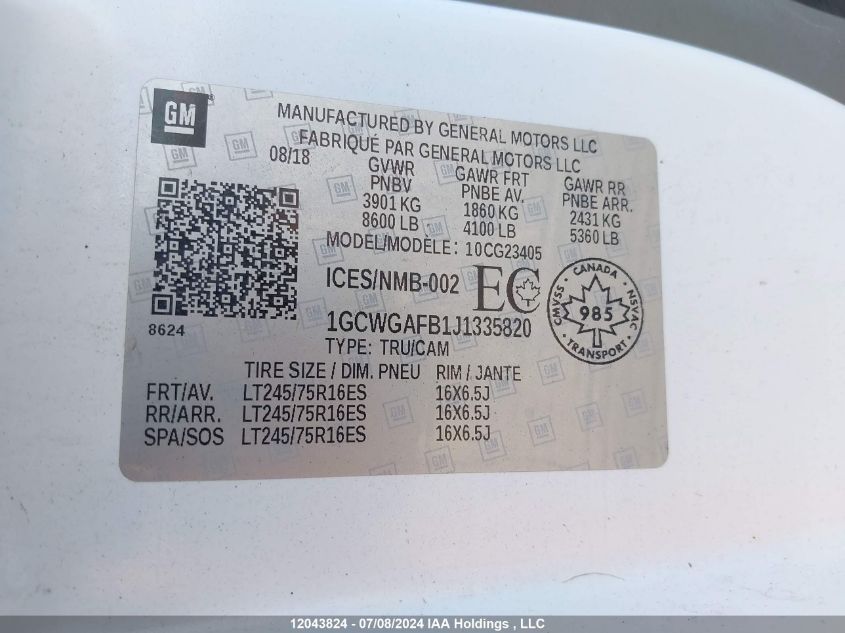 GM
MANUFACTURED BY GENERAL MOTORS LLC
FABRIQUÉ PAR GENERAL MOTORS LLC
08/18 GVWR GAWR FRT GAWR RR
PNBV PNBE AV. PNBE ARR.
3901 KG 1860 KG 2431 KG
8600 LB 4100 LB 5360 LB
MODEL/MODÈLE: 10CG23405
ICES/NMB-002 EC
CANADA CMVSS NSVAC 985 TRANSPORT
8624
1GCWGAFB1J1335820
TYPE: TRU/CAM
TIRE SIZE / DIM. PNEU RIM / JANTE
FRT/AV. LT245/75R16ES 16X6.5J
RR/ARR. LT245/75R16ES 16X6.5J
SPA/SOS LT245/75R16ES 16X6.5J
12043824 - 07/08/2024 IAA Holdings , LLC